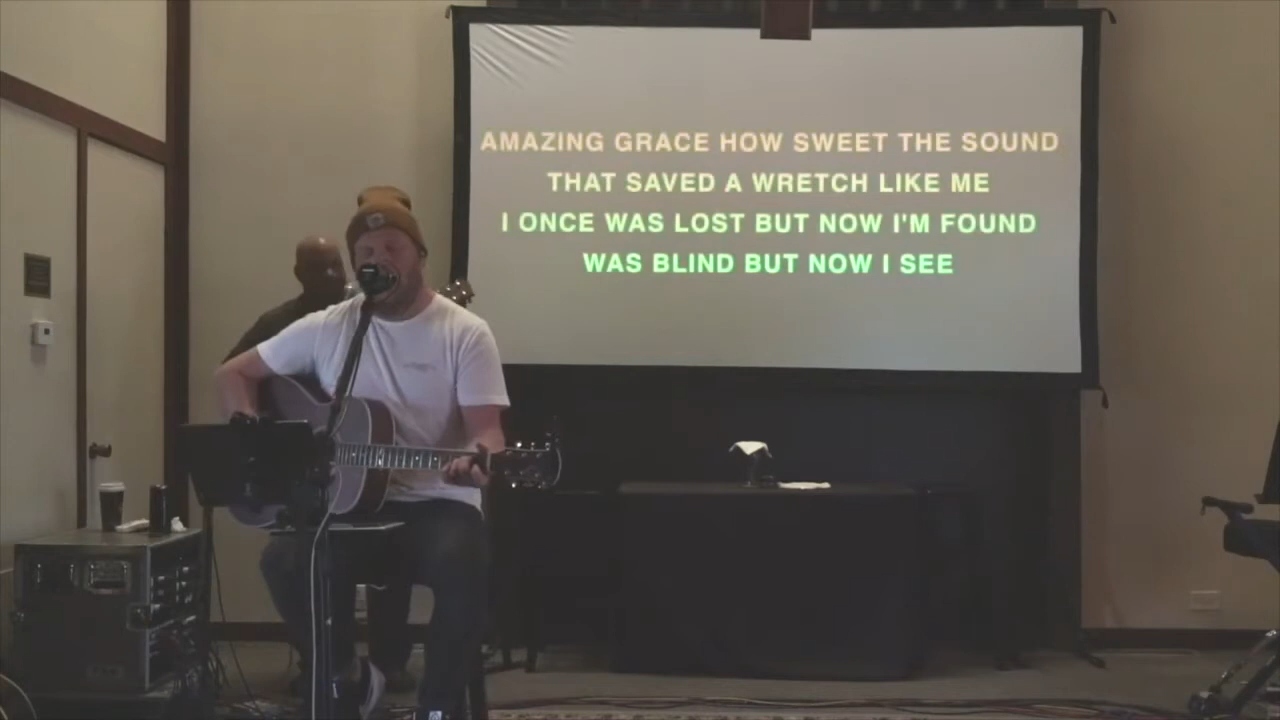 AMAZING GRACE HOW SWEET THE SOUND
THAT SAVED A WRETCH LIKE ME
I ONCE WAS LOST BUT NOW I'M FOUND
WAS BLIND BUT NOW I SEE